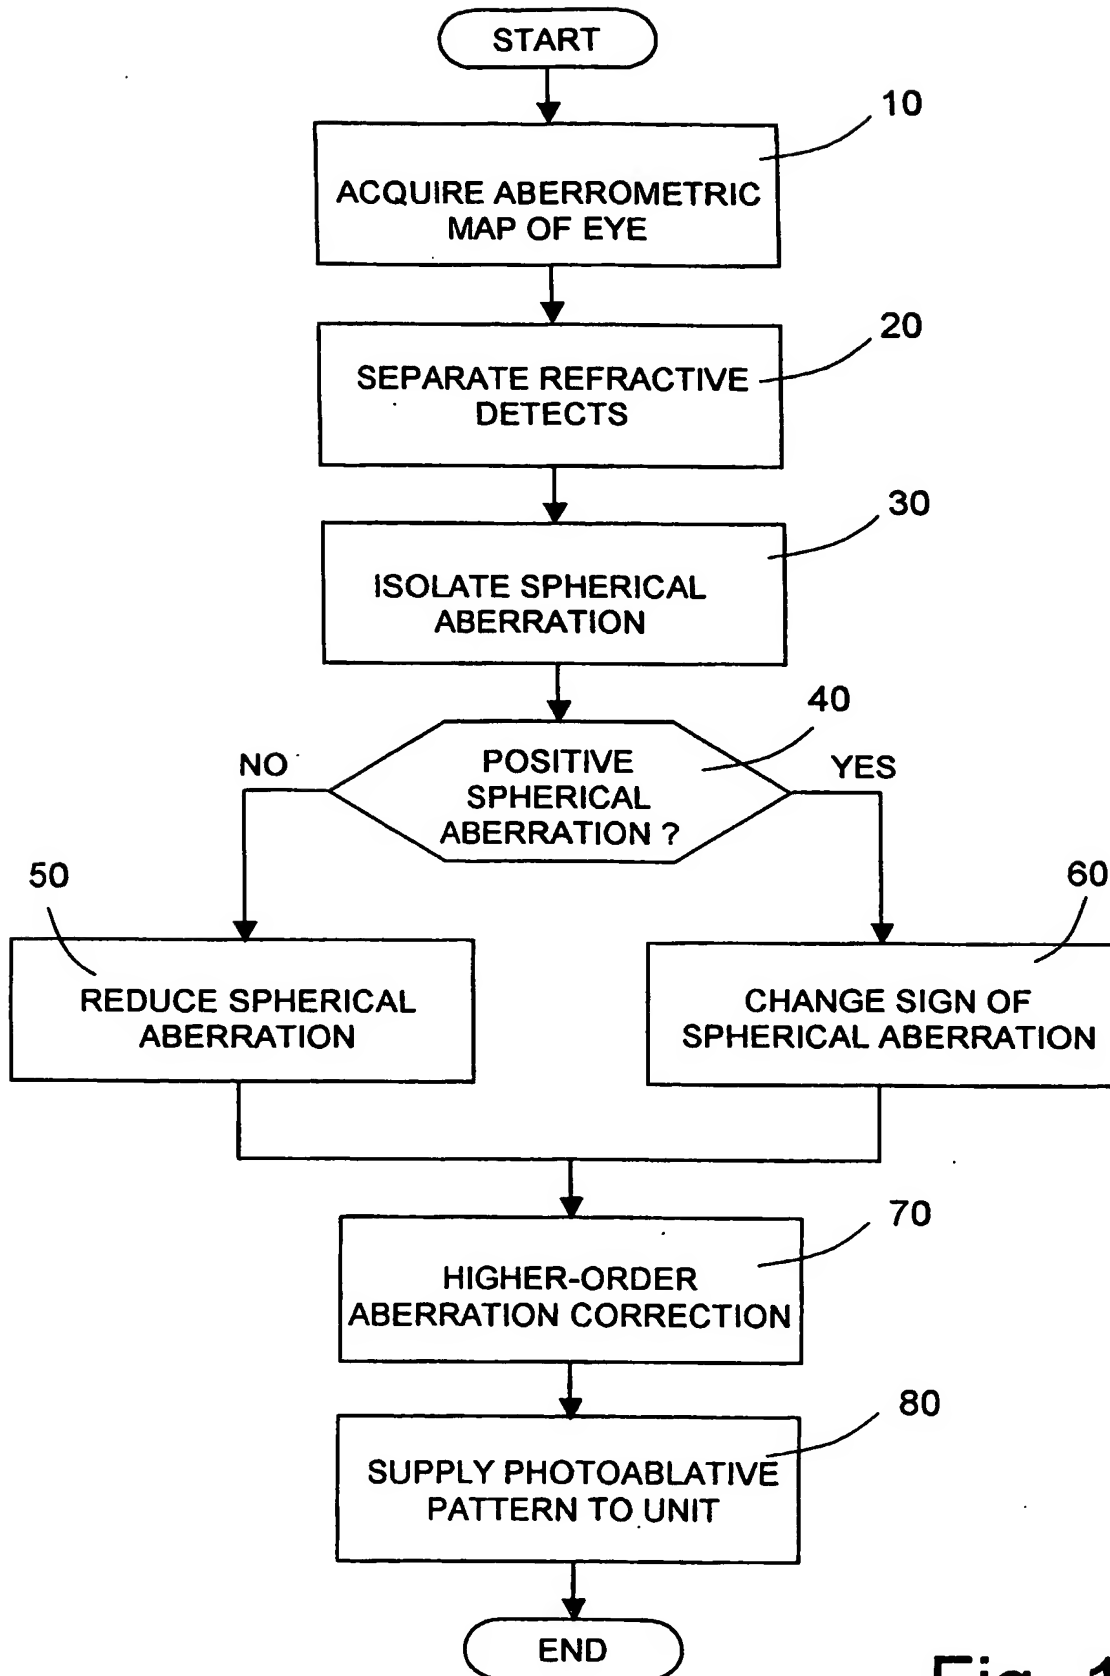 START
10
ACQUIRE ABERROMETRIC
MAP OF EYE
20
SEPARATE REFRACTIVE
DETECTS
30
ISOLATE SPHERICAL
ABERRATION
40
NO
POSITIVE
SPHERICAL
ABERRATION ?
YES
50
REDUCE SPHERICAL
ABERRATION
60
CHANGE SIGN OF
SPHERICAL ABERRATION
70
HIGHER-ORDER
ABERRATION CORRECTION
80
SUPPLY PHOTOABLATIVE
PATTERN TO UNIT
END
Fig. 1